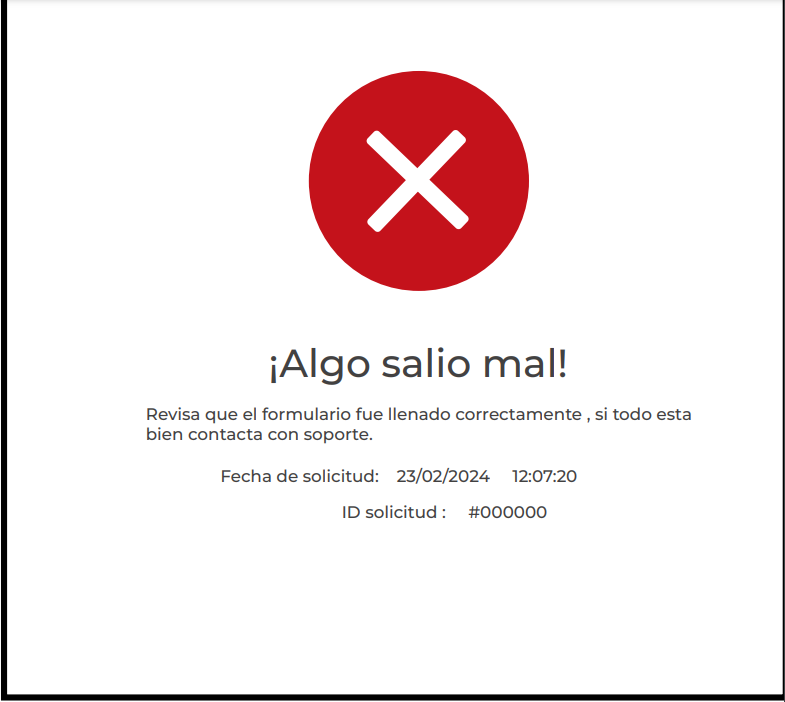 ¡Algo salio mal!
Revisa que el formulario fue llenado correctamente , si todo esta
bien contacta con soporte.
Fecha de solicitud: 23/02/2024 12:07:20
ID solicitud : #000000